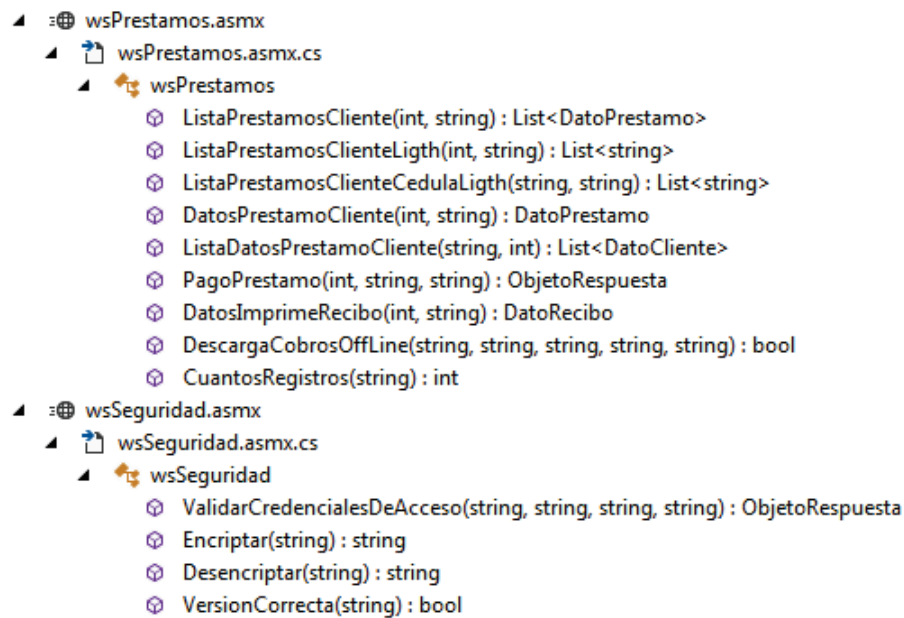 wsPrestamos.asmx
wsPrestamos.asmx.cs
wsPrestamos
ListaPrestamosCliente(int, string) : List<DatoPrestamo>
ListaPrestamosClienteLigth(int, string) : List<string>
ListaPrestamosClienteCedulaLigth(string, string) : List<string>
DatosPrestamoCliente(int, string) : DatoPrestamo
ListaDatosPrestamoCliente(string, int) : List<DatoCliente>
PagoPrestamo(int, string, string) : ObjetoRespuesta
DatosImprimeRecibo(int, string) : DatoRecibo
DescargaCobrosOffLine(string, string, string, string, string) : bool
CuantosRegistros(string) : int
wsSeguridad.asmx
wsSeguridad.asmx.cs
wsSeguridad
ValidarCredencialesDeAcceso(string, string, string, string) : ObjetoRespuesta
Encriptar(string) : string
Desencriptar(string) : string
VersionCorrecta(string) : bool